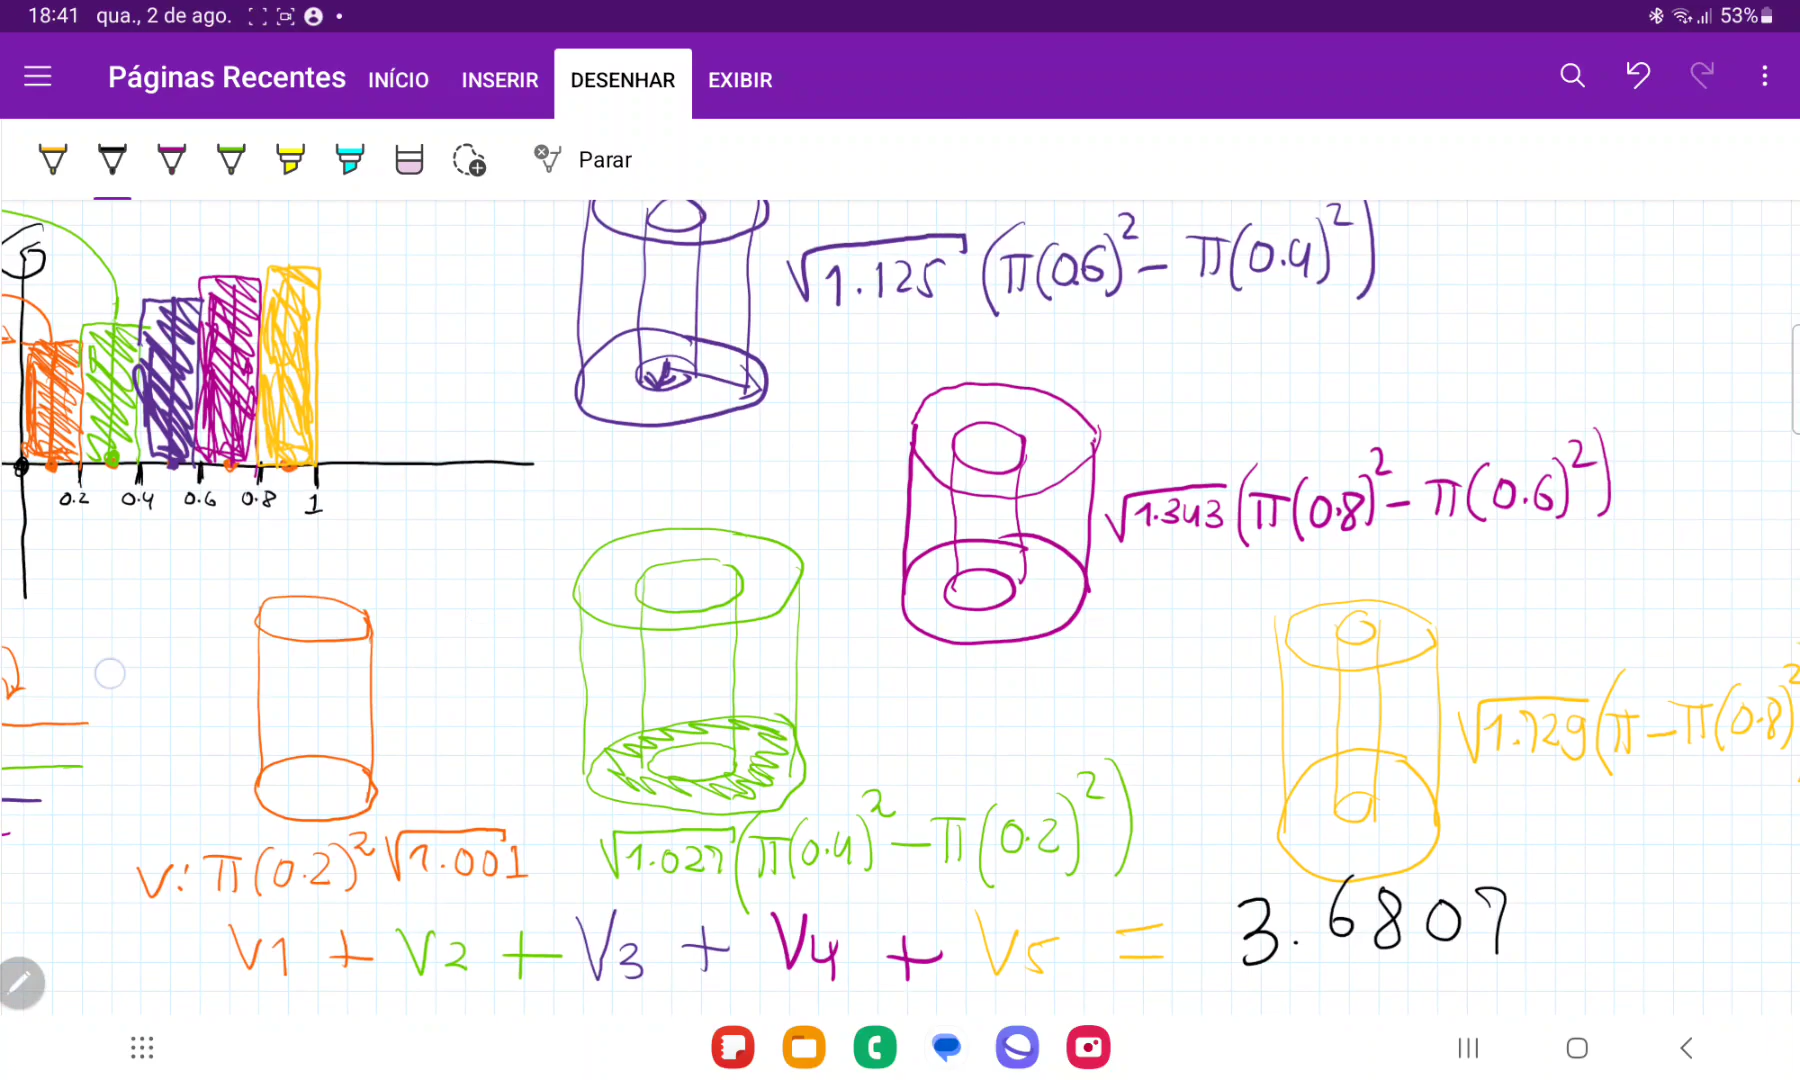 18:41 qua., 2 de ago. 53%
Páginas Recentes INÍCIO INSERIR DESENHAR EXIBIR
Parar
√1.125 (π(0.6)² - π(0.4)²)
0.2 0.4 0.6 0.8 1
√1.343 (π(0.8)² - π(0.6)²)
√1.729 (π - π(0.8)²
V: π(0.2)² √1.001
√1.027 (π(0.4)² - π(0.2)²)
V1 + V2 + V3 + V4 + V5 = 3.6807